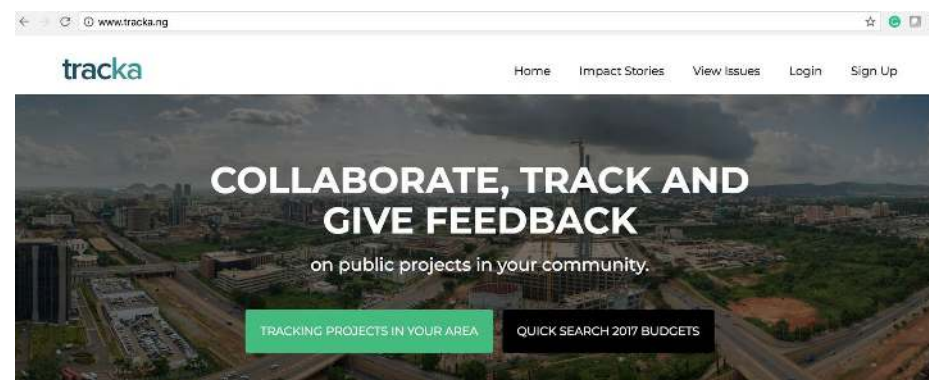 www.tracka.ng
tracka
Home Impact Stories View Issues Login Sign Up
COLLABORATE, TRACK AND
GIVE FEEDBACK
on public projects in your community.
TRACKING PROJECTS IN YOUR AREA QUICK SEARCH 2017 BUDGETS